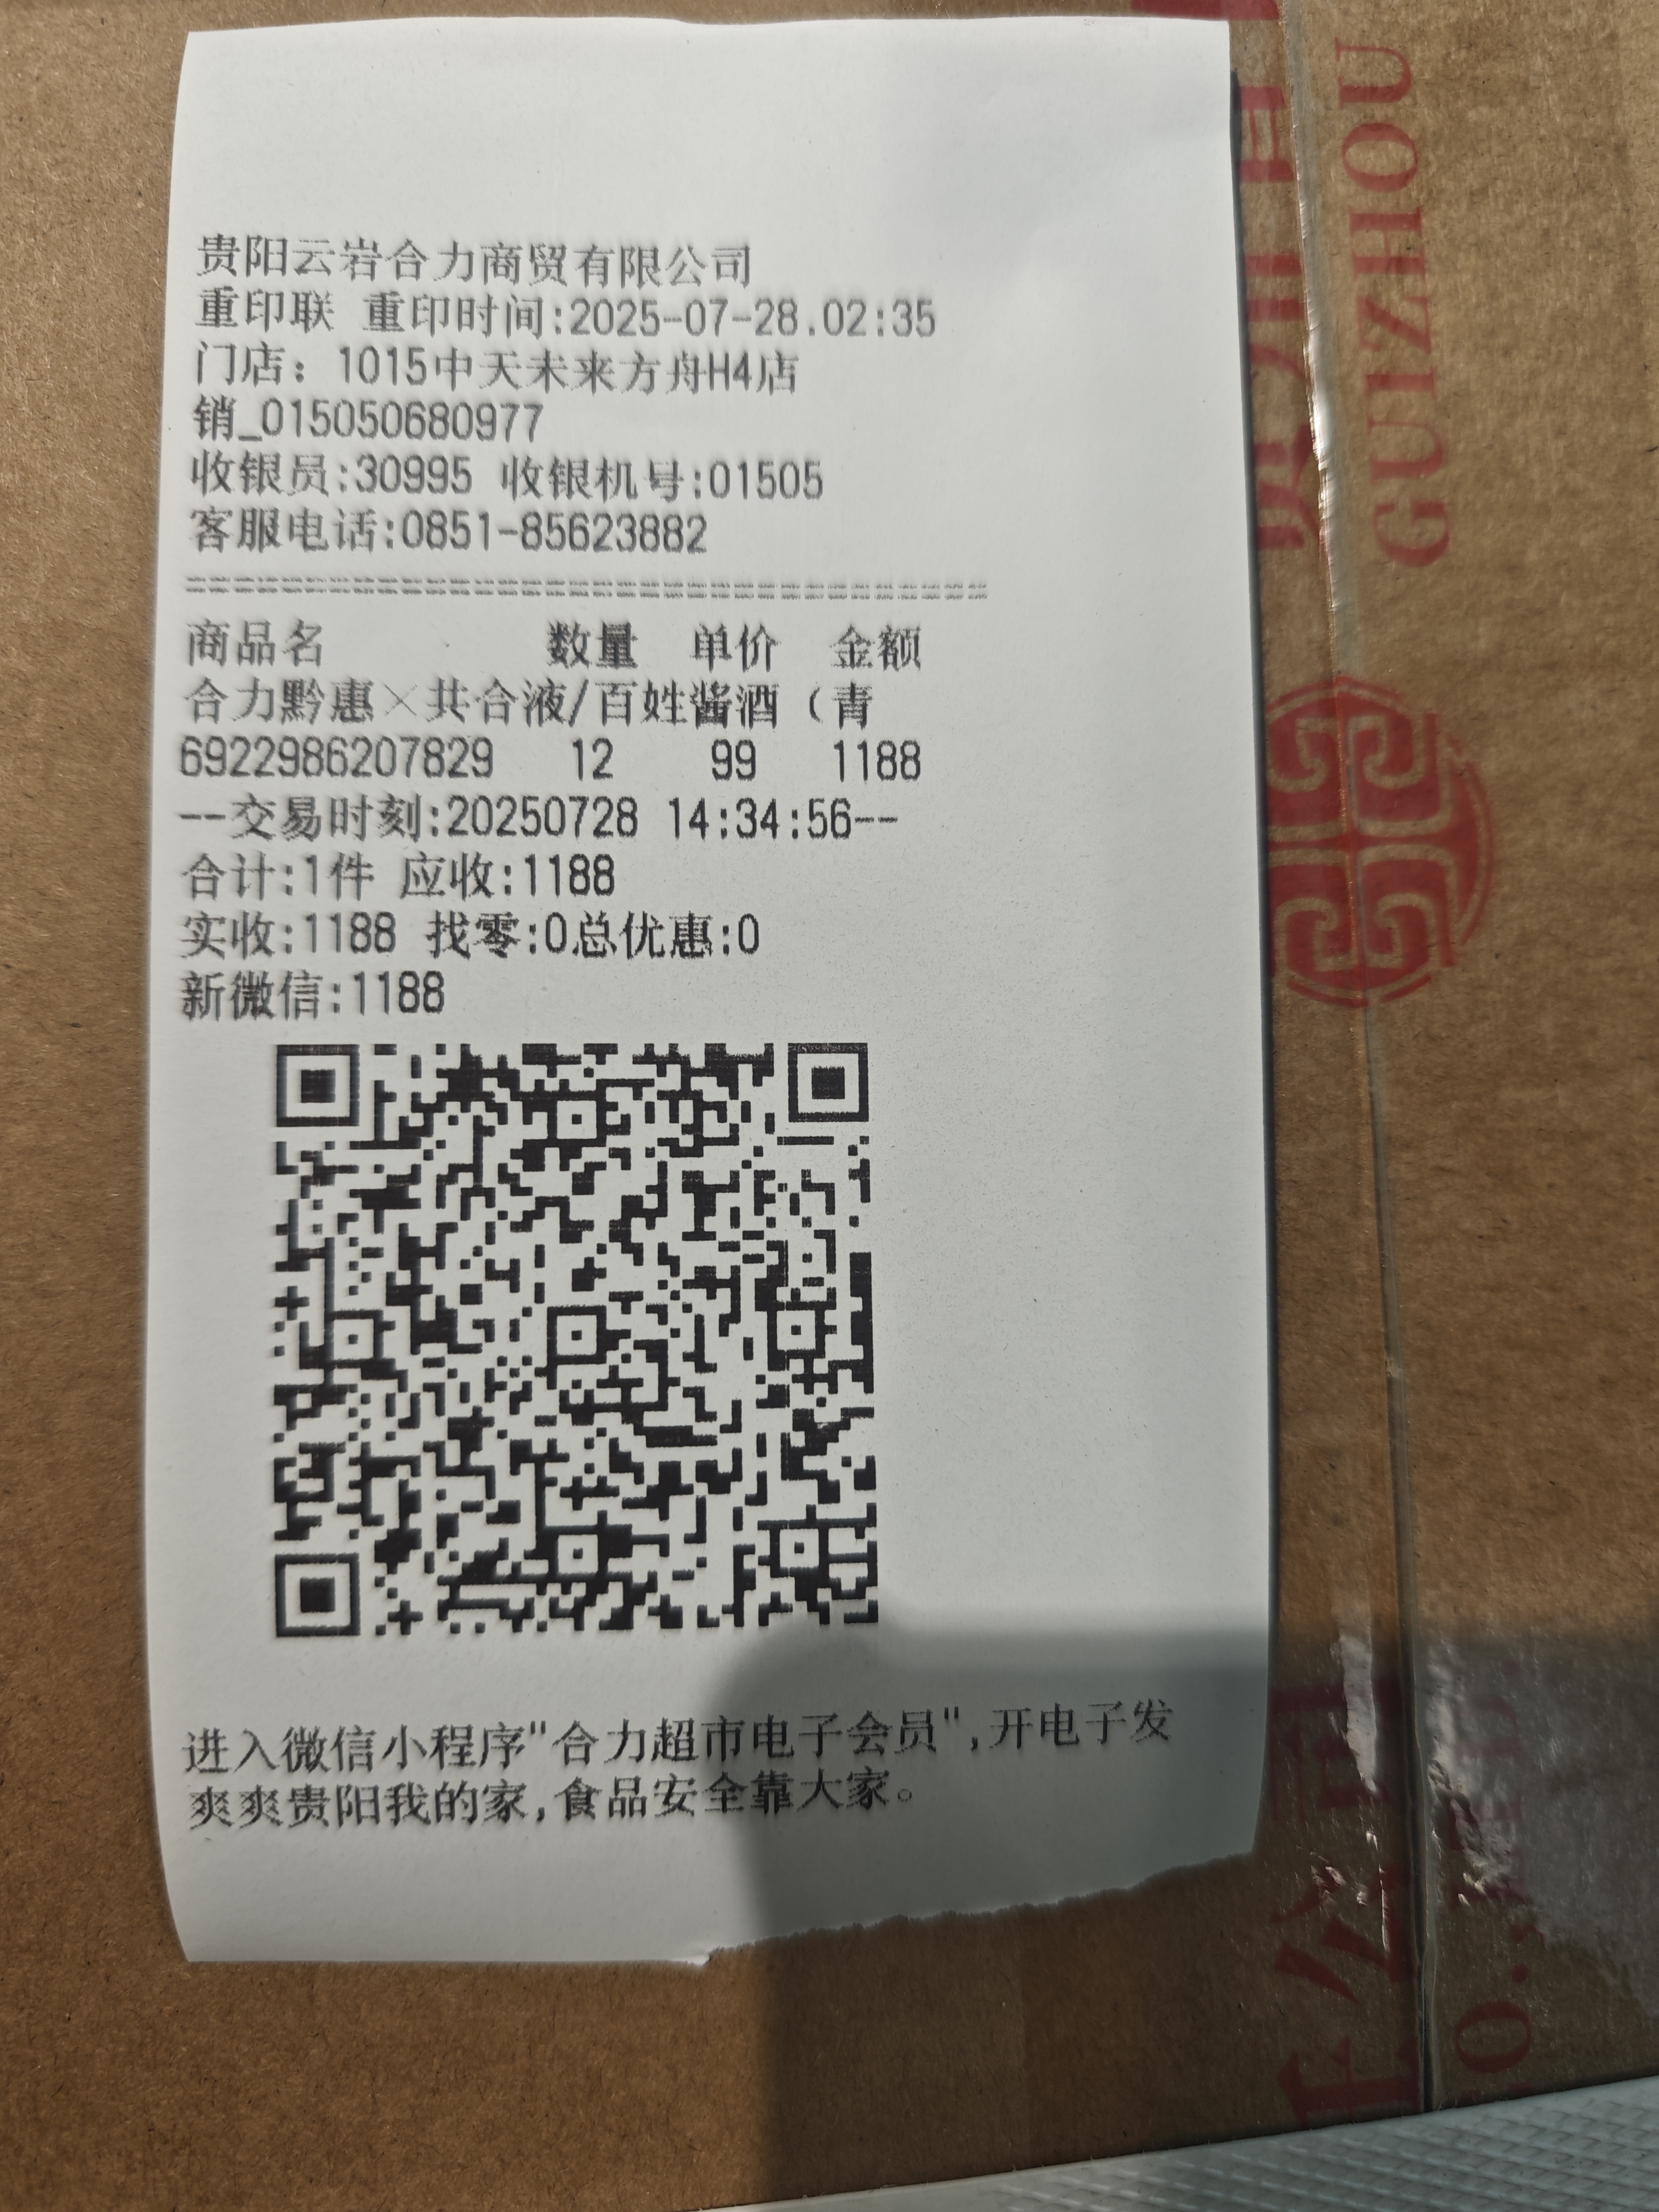 贵阳云岩合力商贸有限公司
重印联 重印时间:2025-07-28.02:35
门店：1015中天未来方舟H4店
销_015050680977
收银员:30995 收银机号:01505
客服电话:0851-85623882
商品名 数量 单价 金额
合力黔惠×共合液/百姓酱酒（青
6922986207829 12 99 1188
--交易时刻:20250728 14:34:56--
合计:1件 应收:1188
实收:1188 找零:0总优惠:0
新微信:1188
进入微信小程序"合力超市电子会员",开电子发
爽爽贵阳我的家,食品安全靠大家。
GUIZHOU